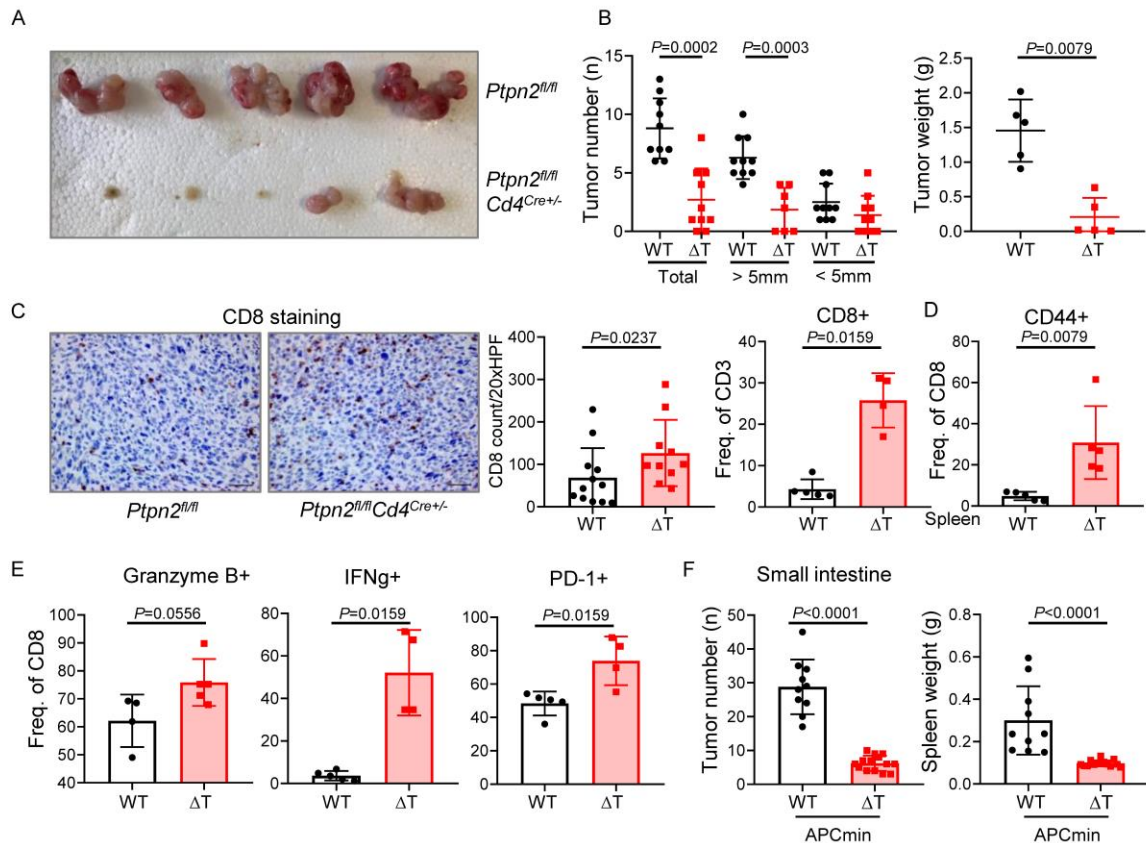 A
Ptpn2fl/fl
Ptpn2fl/fl
Cd4Cre+/-
B
Tumor number (n)
15
10
5
0
P=0.0002
P=0.0003
WT ΔT WT ΔT WT ΔT
Total > 5mm < 5mm
Tumor weight (g)
2.5
2.0
1.5
1.0
0.5
0.0
P=0.0079
WT ΔT
C
CD8 staining
Ptpn2fl/fl
Ptpn2fl/flCd4Cre+/-
CD8 count/20xHPF
400
300
200
100
0
P=0.0237
WT ΔT
CD8+
Freq. of CD3
40
30
20
10
0
P=0.0159
WT ΔT
D
CD44+
Freq. of CD8
80
60
40
20
0
P=0.0079
Spleen
WT ΔT
E
Granzyme B+
Freq. of CD8
100
90
80
70
60
50
40
P=0.0556
WT ΔT
IFNg+
80
60
40
20
0
P=0.0159
WT ΔT
PD-1+
100
80
60
40
20
0
P=0.0159
WT ΔT
F
Small intestine
Tumor number (n)
50
40
30
20
10
0
P<0.0001
WT ΔT
APCmin
Spleen weight (g)
0.8
0.6
0.4
0.2
0.0
P<0.0001
WT ΔT
APCmin